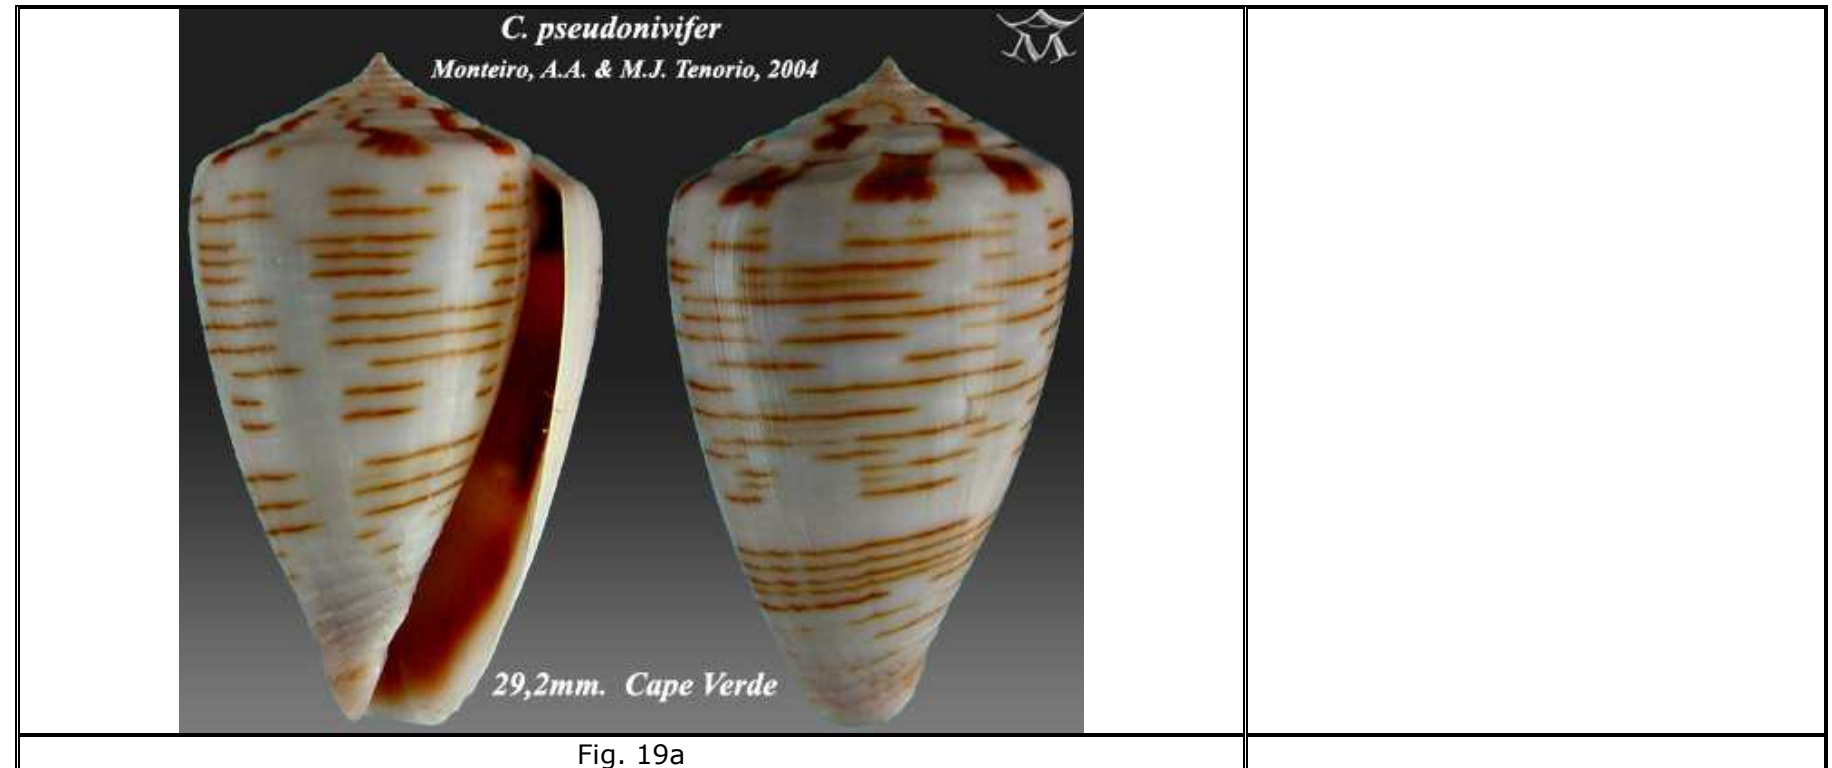 C. pseudonivifer
Monteiro, A.A. & M.J. Tenorio, 2004
29,2mm. Cape Verde
Fig. 19a